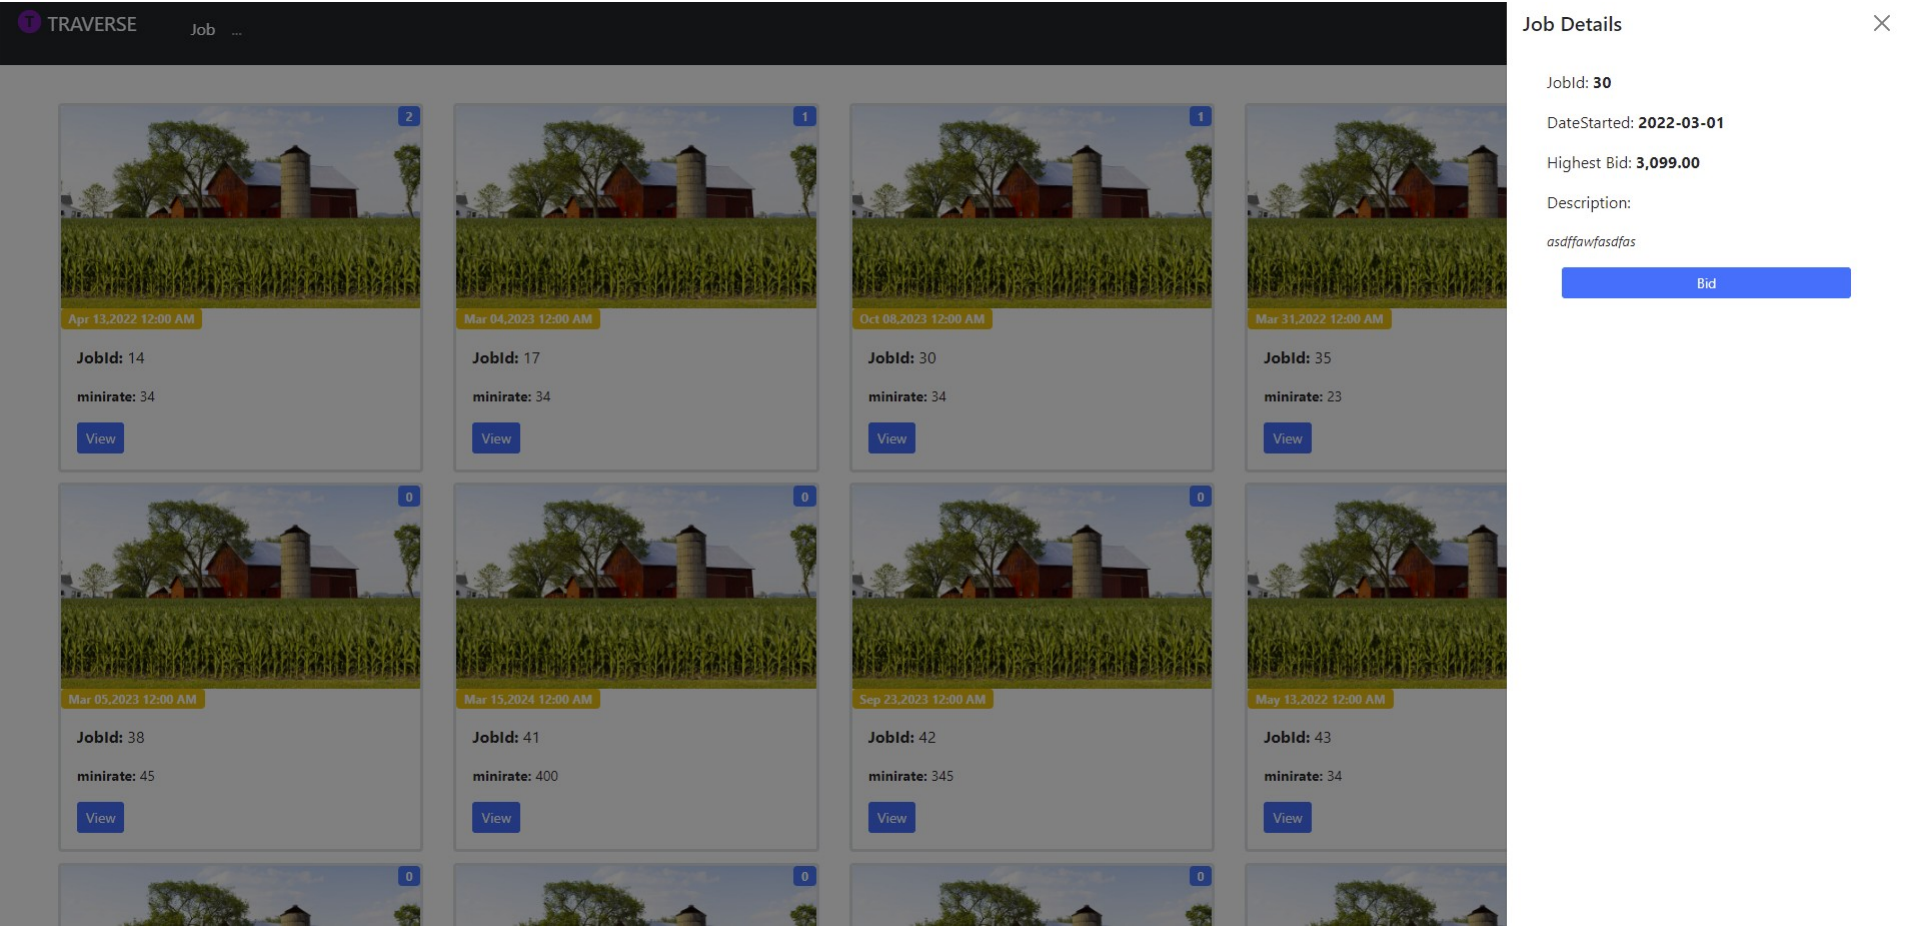 T TRAVERSE
Job ...
2
1
1
Apr 13,2022 12:00 AM
Mar 04,2023 12:00 AM
Oct 08,2023 12:00 AM
Mar 31,2022 12:00 AM
JobId: 14
JobId: 17
JobId: 30
JobId: 35
minirate: 34
minirate: 34
minirate: 34
minirate: 23
View
View
View
View
0
0
0
Mar 05,2023 12:00 AM
Mar 15,2024 12:00 AM
Sep 23,2023 12:00 AM
May 13,2022 12:00 AM
JobId: 38
JobId: 41
JobId: 42
JobId: 43
minirate: 45
minirate: 400
minirate: 345
minirate: 34
View
View
View
View
0
0
0
Job Details
JobId: 30
DateStarted: 2022-03-01
Highest Bid: 3,099.00
Description:
asdffawfasdfas
Bid